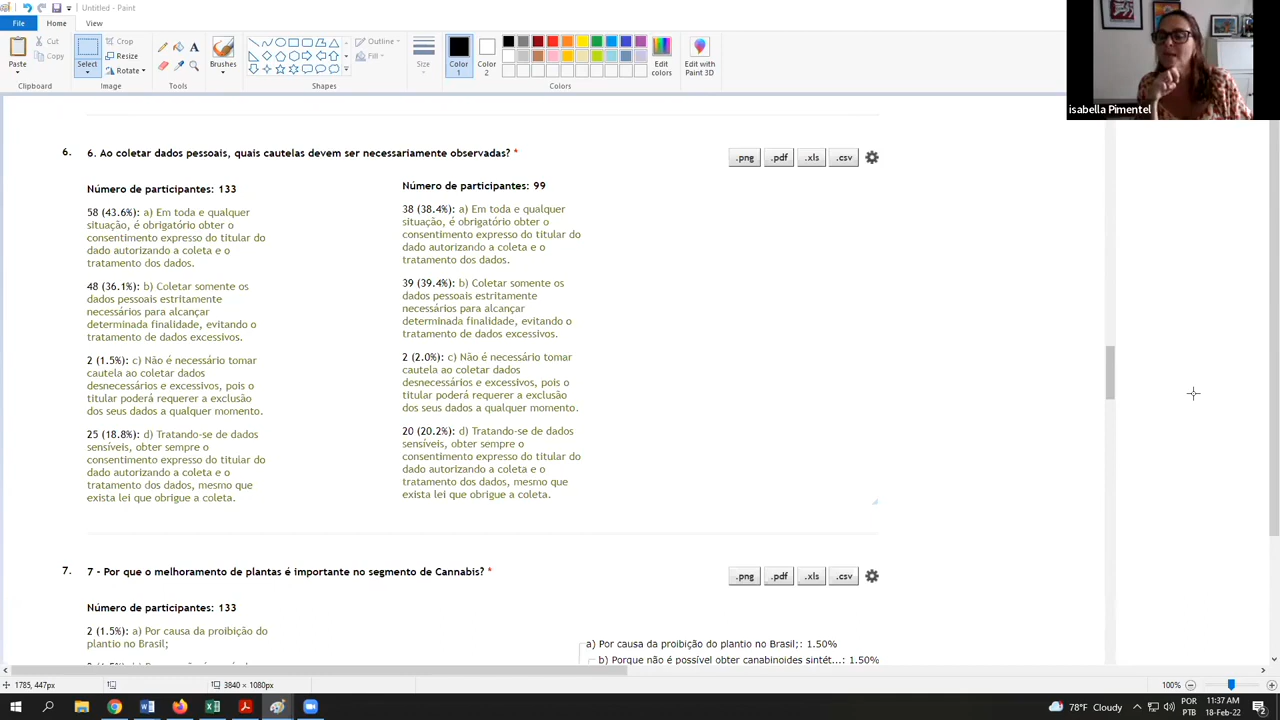 Untitled - Paint
File
Home
View
Paste
Cut
Copy
Clipboard
Select
Crop
Resize
Rotate
Image
A
Tools
Brushes
Outline
Fill
Shapes
Size
Color 1
Color 2
Edit colors
Edit with Paint 3D
Colors
isabella Pimentel
6.
6. Ao coletar dados pessoais, quais cautelas devem ser necessariamente observadas? *
.png
.pdf
.xls
.csv
Número de participantes: 133
58 (43.6%): a) Em toda e qualquer
situação, é obrigatório obter o
consentimento expresso do titular do
dado autorizando a coleta e o
tratamento dos dados.
48 (36.1%): b) Coletar somente os
dados pessoais estritamente
necessários para alcançar
determinada finalidade, evitando o
tratamento de dados excessivos.
2 (1.5%): c) Não é necessário tomar
cautela ao coletar dados
desnecessários e excessivos, pois o
titular poderá requerer a exclusão
dos seus dados a qualquer momento.
25 (18.8%): d) Tratando-se de dados
sensíveis, obter sempre o
consentimento expresso do titular do
dado autorizando a coleta e o
tratamento dos dados, mesmo que
exista lei que obrigue a coleta.
Número de participantes: 99
38 (38.4%): a) Em toda e qualquer
situação, é obrigatório obter o
consentimento expresso do titular do
dado autorizando a coleta e o
tratamento dos dados.
39 (39.4%): b) Coletar somente os
dados pessoais estritamente
necessários para alcançar
determinada finalidade, evitando o
tratamento de dados excessivos.
2 (2.0%): c) Não é necessário tomar
cautela ao coletar dados
desnecessários e excessivos, pois o
titular poderá requerer a exclusão
dos seus dados a qualquer momento.
20 (20.2%): d) Tratando-se de dados
sensíveis, obter sempre o
consentimento expresso do titular do
dado autorizando a coleta e o
tratamento dos dados, mesmo que
exista lei que obrigue a coleta.
7.
7 - Por que o melhoramento de plantas é importante no segmento de Cannabis? *
.png
.pdf
.xls
.csv
Número de participantes: 133
2 (1.5%): a) Por causa da proibição do
plantio no Brasil;
a) Por causa da proibição do plantio no Brasil;: 1.50%
b) Porque não é possível obter canabinoides sintét...: 1.50%
1785, 447px
3840 × 1080px
100%
78°F Cloudy
POR
PTB
11:37 AM
18-Feb-22
2